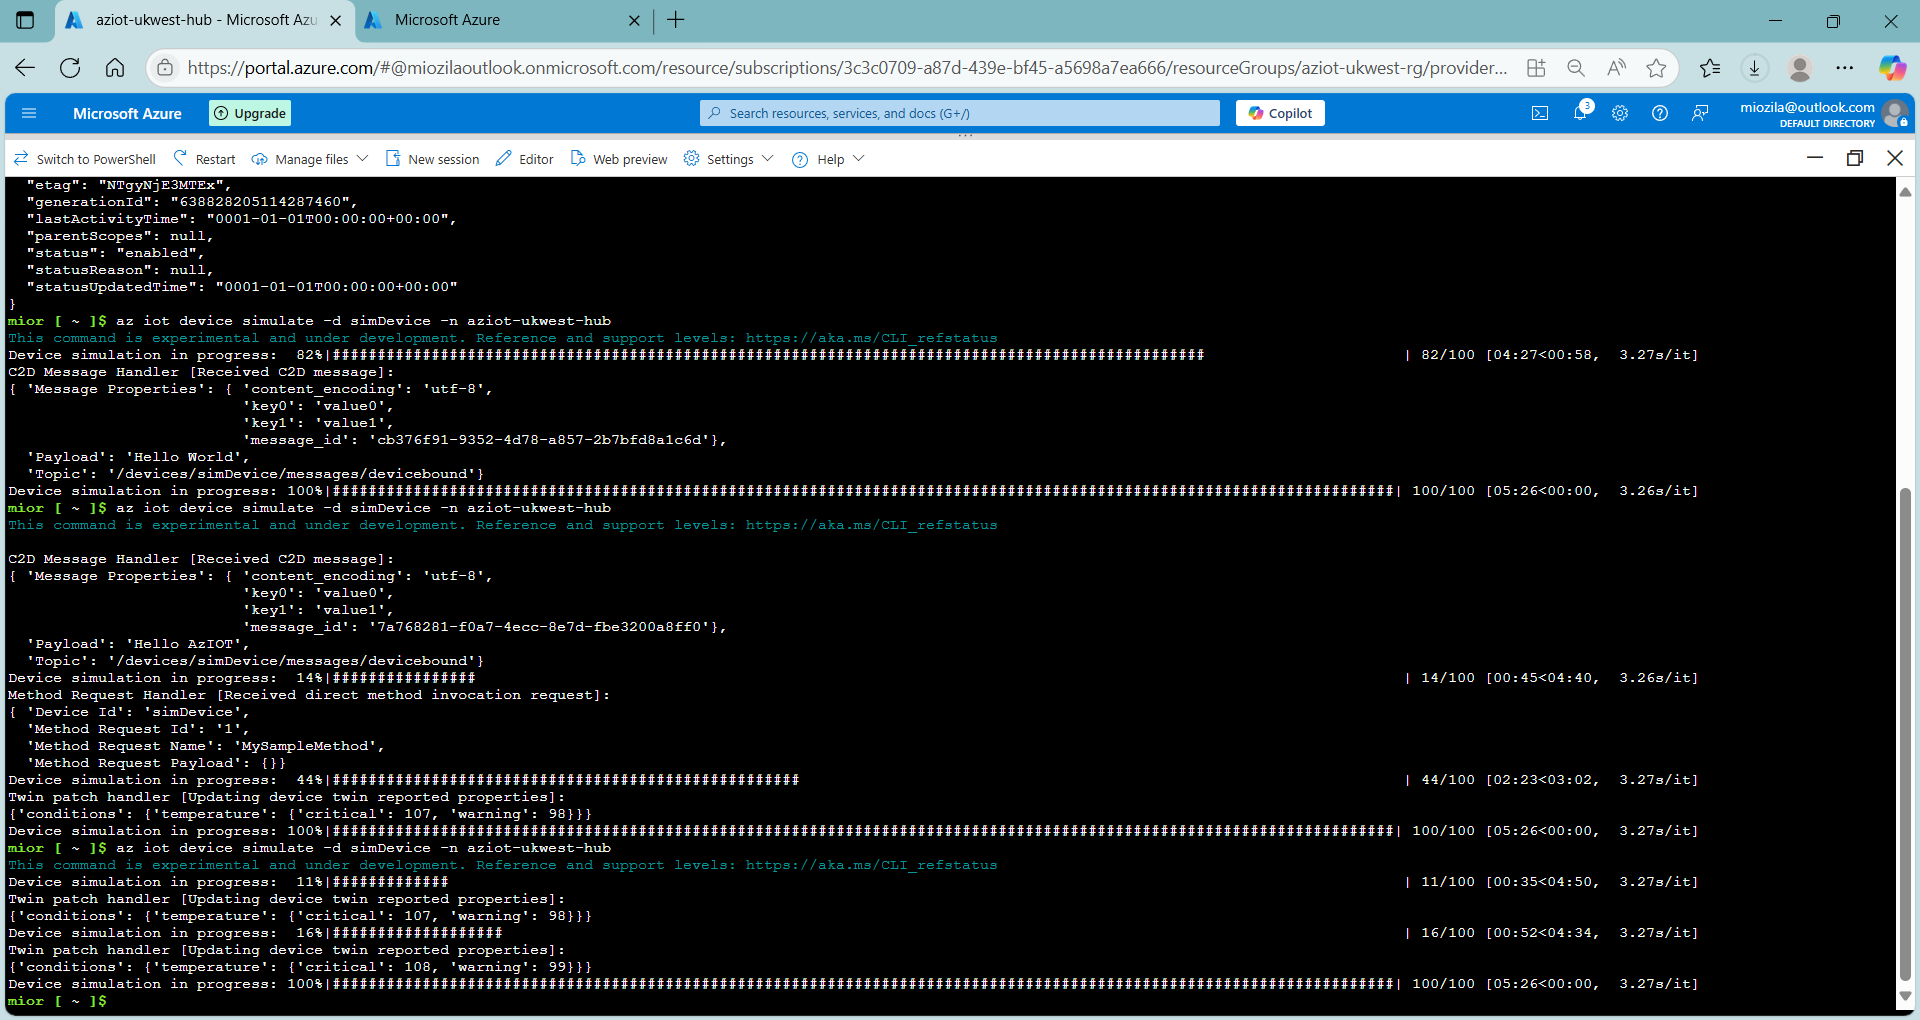 aziot-ukwest-hub - Microsoft Azu
Microsoft Azure
https://portal.azure.com/#@miozilaoutlook.onmicrosoft.com/resource/subscriptions/3c3c0709-a87d-439e-bf45-a5698a7ea666/resourceGroups/aziot-ukwest-rg/provider...
Microsoft Azure
Upgrade
Search resources, services, and docs (G+/)
Copilot
3
miozila@outlook.com
DEFAULT DIRECTORY
Switch to PowerShell
Restart
Manage files
New session
Editor
Web preview
Settings
Help
"etag": "NTgyNjE3MTEx",
"generationId": "638828205114287460",
"lastActivityTime": "0001-01-01T00:00:00+00:00",
"parentScopes": null,
"status": "enabled",
"statusReason": null,
"statusUpdatedTime": "0001-01-01T00:00:00+00:00"
}
mior [ ~ ]$ az iot device simulate -d simDevice -n aziot-ukwest-hub
This command is experimental and under development. Reference and support levels: https://aka.ms/CLI_refstatus
Device simulation in progress:  82%|################################################################################################# | 82/100 [04:27<00:58,  3.27s/it]
C2D Message Handler [Received C2D message]:
{ 'Message Properties': { 'content_encoding': 'utf-8',
'key0': 'value0',
'key1': 'value1',
'message_id': 'cb376f91-9352-4d78-a857-2b7bfd8a1c6d'},
'Payload': 'Hello World',
'Topic': '/devices/simDevice/messages/devicebound'}
Device simulation in progress: 100%|######################################################################################################################| 100/100 [05:26<00:00,  3.26s/it]
mior [ ~ ]$ az iot device simulate -d simDevice -n aziot-ukwest-hub
This command is experimental and under development. Reference and support levels: https://aka.ms/CLI_refstatus
C2D Message Handler [Received C2D message]:
{ 'Message Properties': { 'content_encoding': 'utf-8',
'key0': 'value0',
'key1': 'value1',
'message_id': '7a768281-f0a7-4ecc-8e7d-fbe3200a8ff0'},
'Payload': 'Hello AzIOT',
'Topic': '/devices/simDevice/messages/devicebound'}
Device simulation in progress:  14%|################ | 14/100 [00:45<04:40,  3.26s/it]
Method Request Handler [Received direct method invocation request]:
{ 'Device Id': 'simDevice',
'Method Request Id': '1',
'Method Request Name': 'MySampleMethod',
'Method Request Payload': {}}
Device simulation in progress:  44%|#################################################### | 44/100 [02:23<03:02,  3.27s/it]
Twin patch handler [Updating device twin reported properties]:
{'conditions': {'temperature': {'critical': 107, 'warning': 98}}}
Device simulation in progress: 100%|######################################################################################################################| 100/100 [05:26<00:00,  3.27s/it]
mior [ ~ ]$ az iot device simulate -d simDevice -n aziot-ukwest-hub
This command is experimental and under development. Reference and support levels: https://aka.ms/CLI_refstatus
Device simulation in progress:  11%|############# | 11/100 [00:35<04:50,  3.27s/it]
Twin patch handler [Updating device twin reported properties]:
{'conditions': {'temperature': {'critical': 107, 'warning': 98}}}
Device simulation in progress:  16%|################### | 16/100 [00:52<04:34,  3.27s/it]
Twin patch handler [Updating device twin reported properties]:
{'conditions': {'temperature': {'critical': 108, 'warning': 99}}}
Device simulation in progress: 100%|######################################################################################################################| 100/100 [05:26<00:00,  3.27s/it]
mior [ ~ ]$